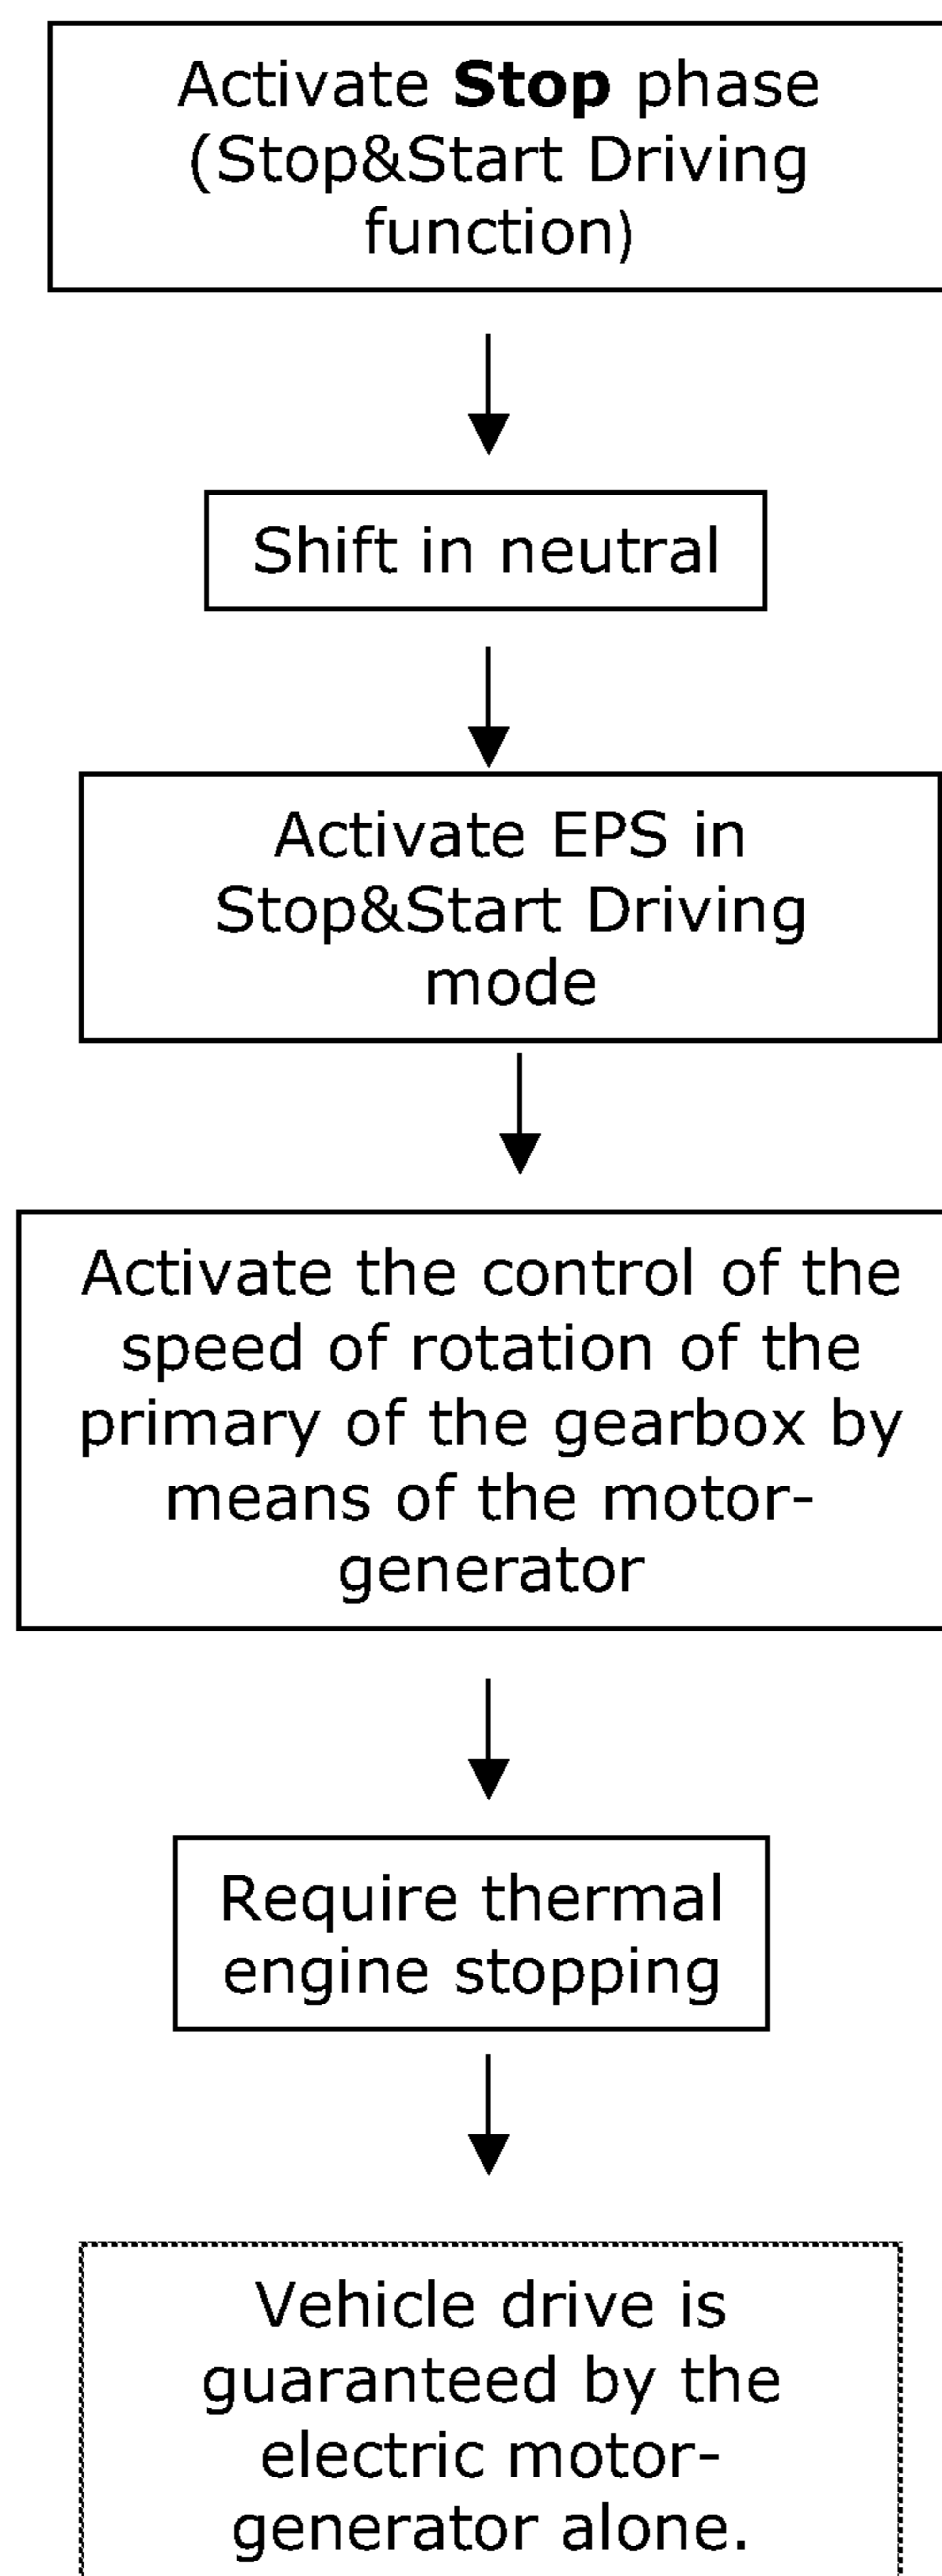 Activate Stop phase
(Stop&Start Driving
function)
Shift in neutral
Activate EPS in
Stop&Start Driving
mode
Activate the control of the
speed of rotation of the
primary of the gearbox by
means of the motor-
generator
Require thermal
engine stopping
Vehicle drive is
guaranteed by the
electric motor-
generator alone.